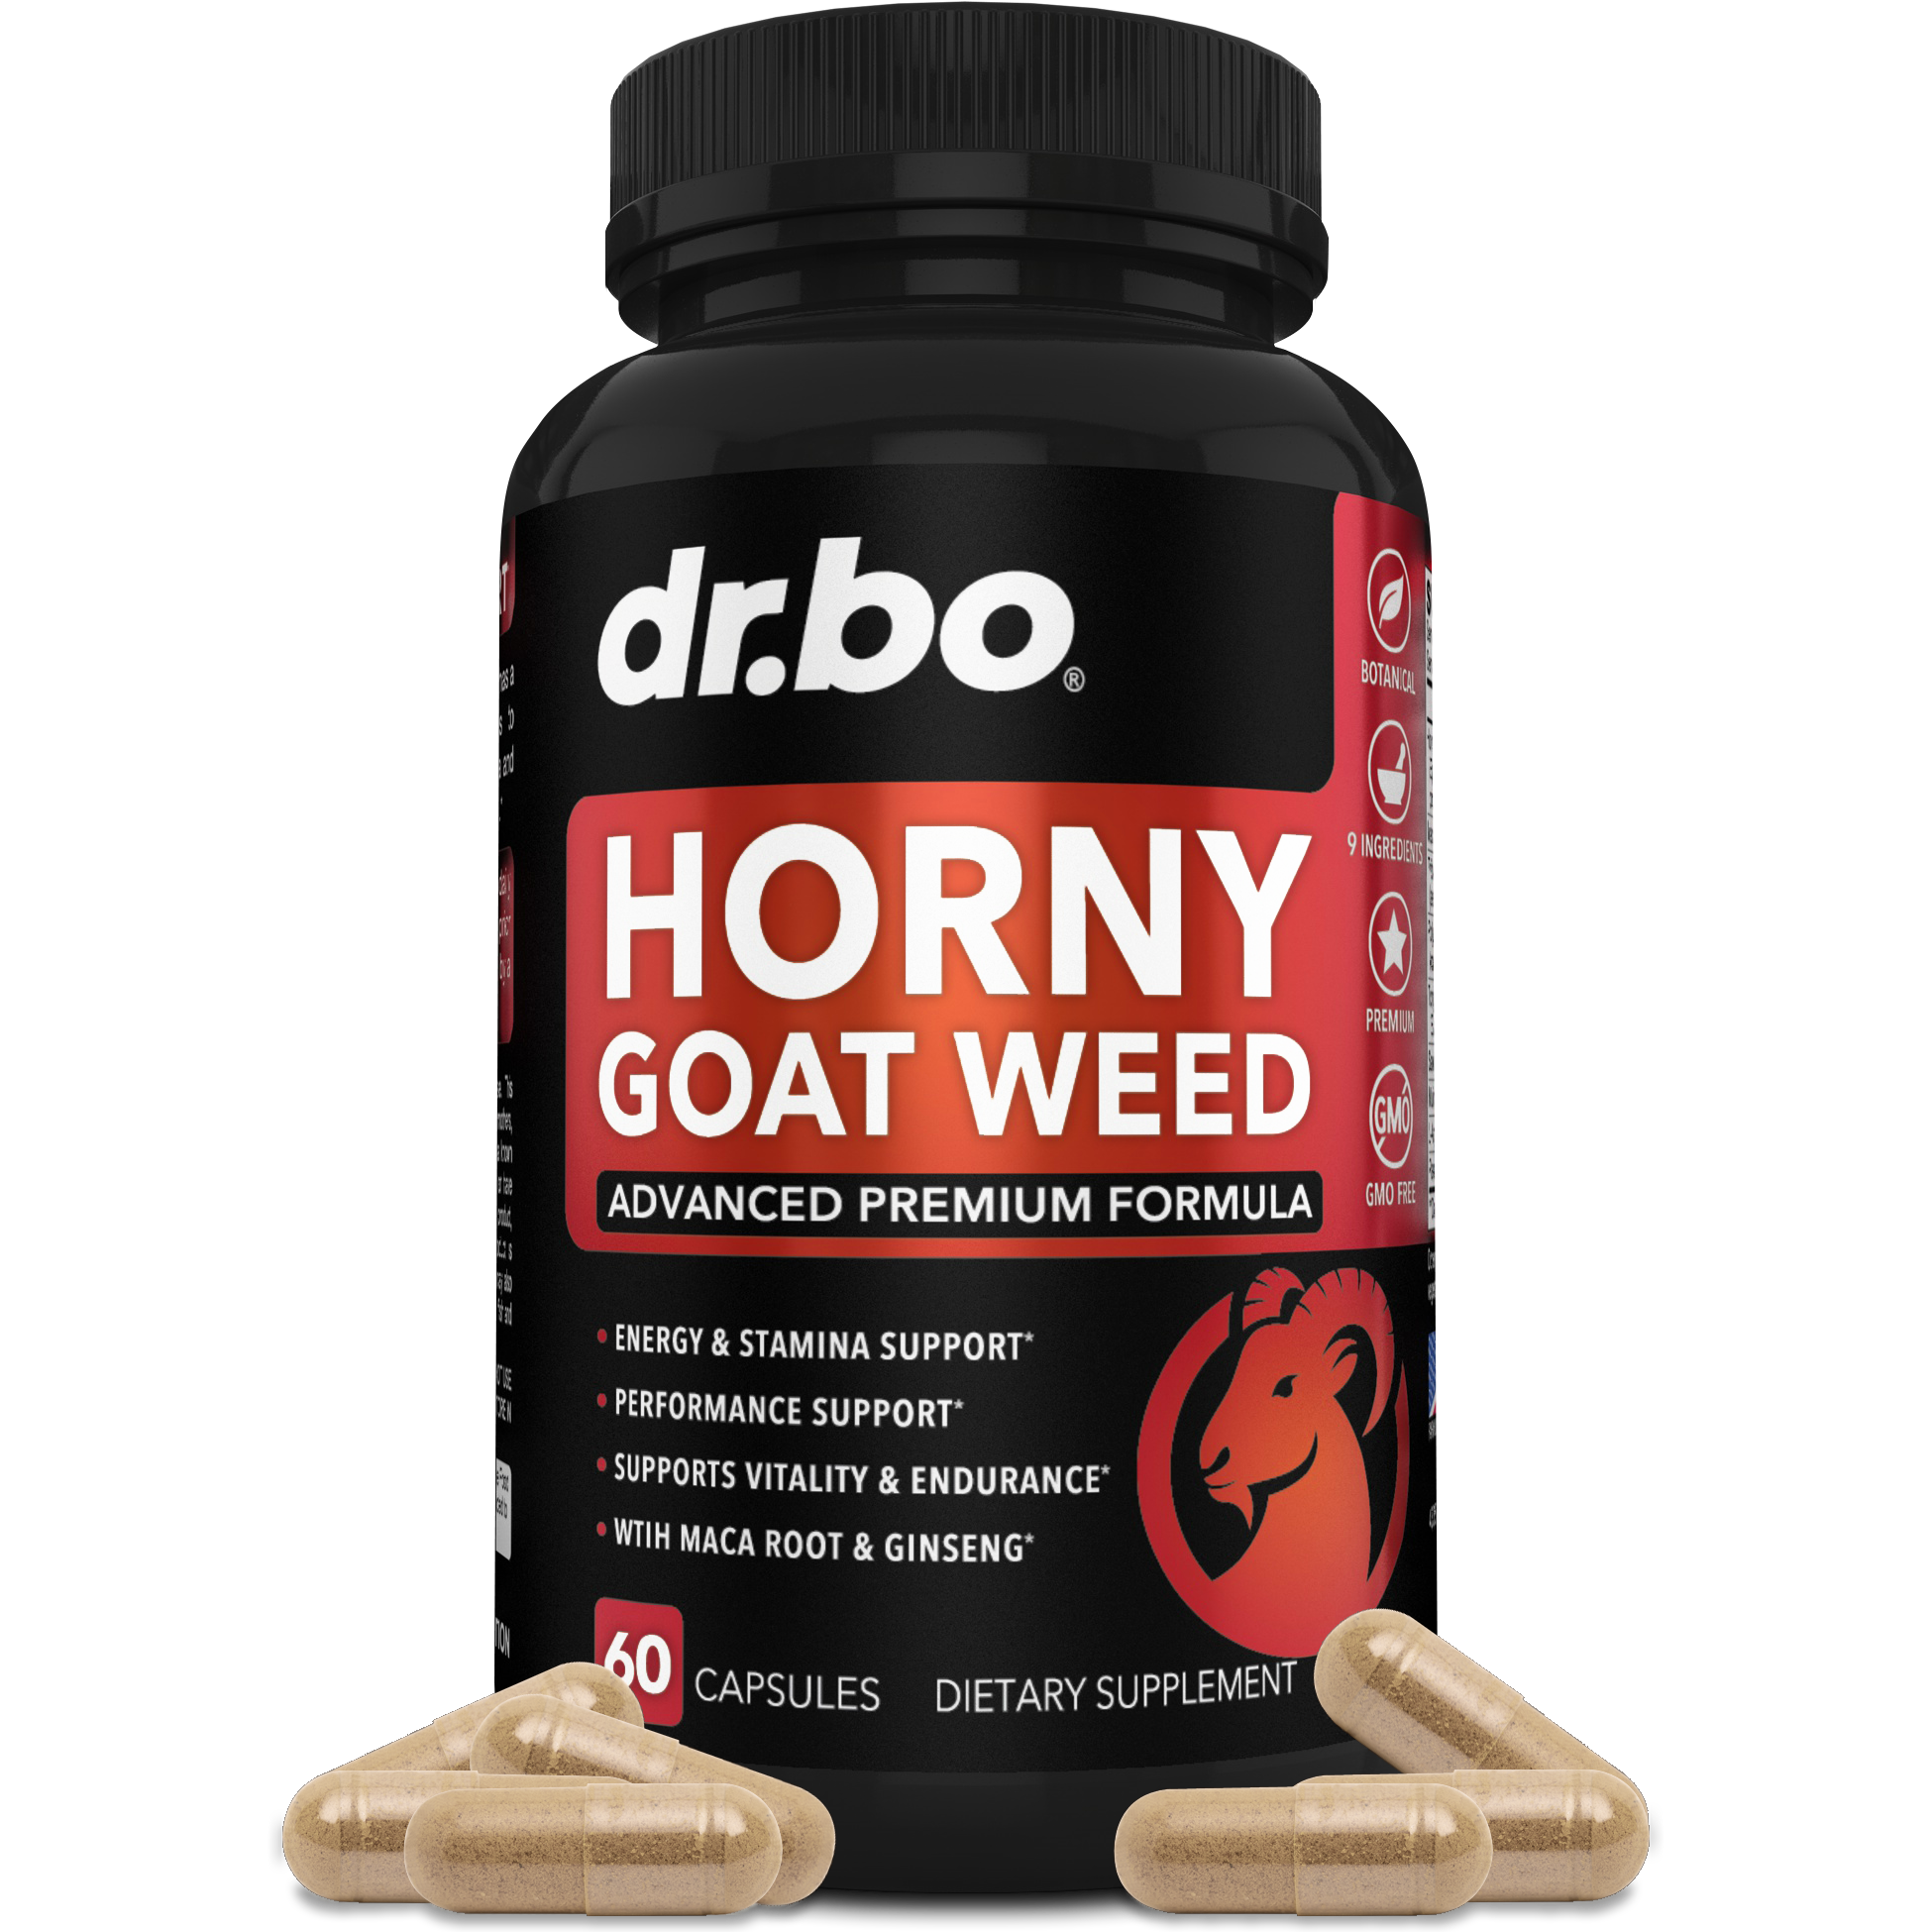 dr.bo®
HORNY
GOAT WEED
ADVANCED PREMIUM FORMULA
• ENERGY & STAMINA SUPPORT*
• PERFORMANCE SUPPORT*
• SUPPORTS VITALITY & ENDURANCE*
• WTIH MACA ROOT & GINSENG*
60 CAPSULES DIETARY SUPPLEMENT
BOTANICAL
9 INGREDIENTS
PREMIUM
GMO
GMO FREE